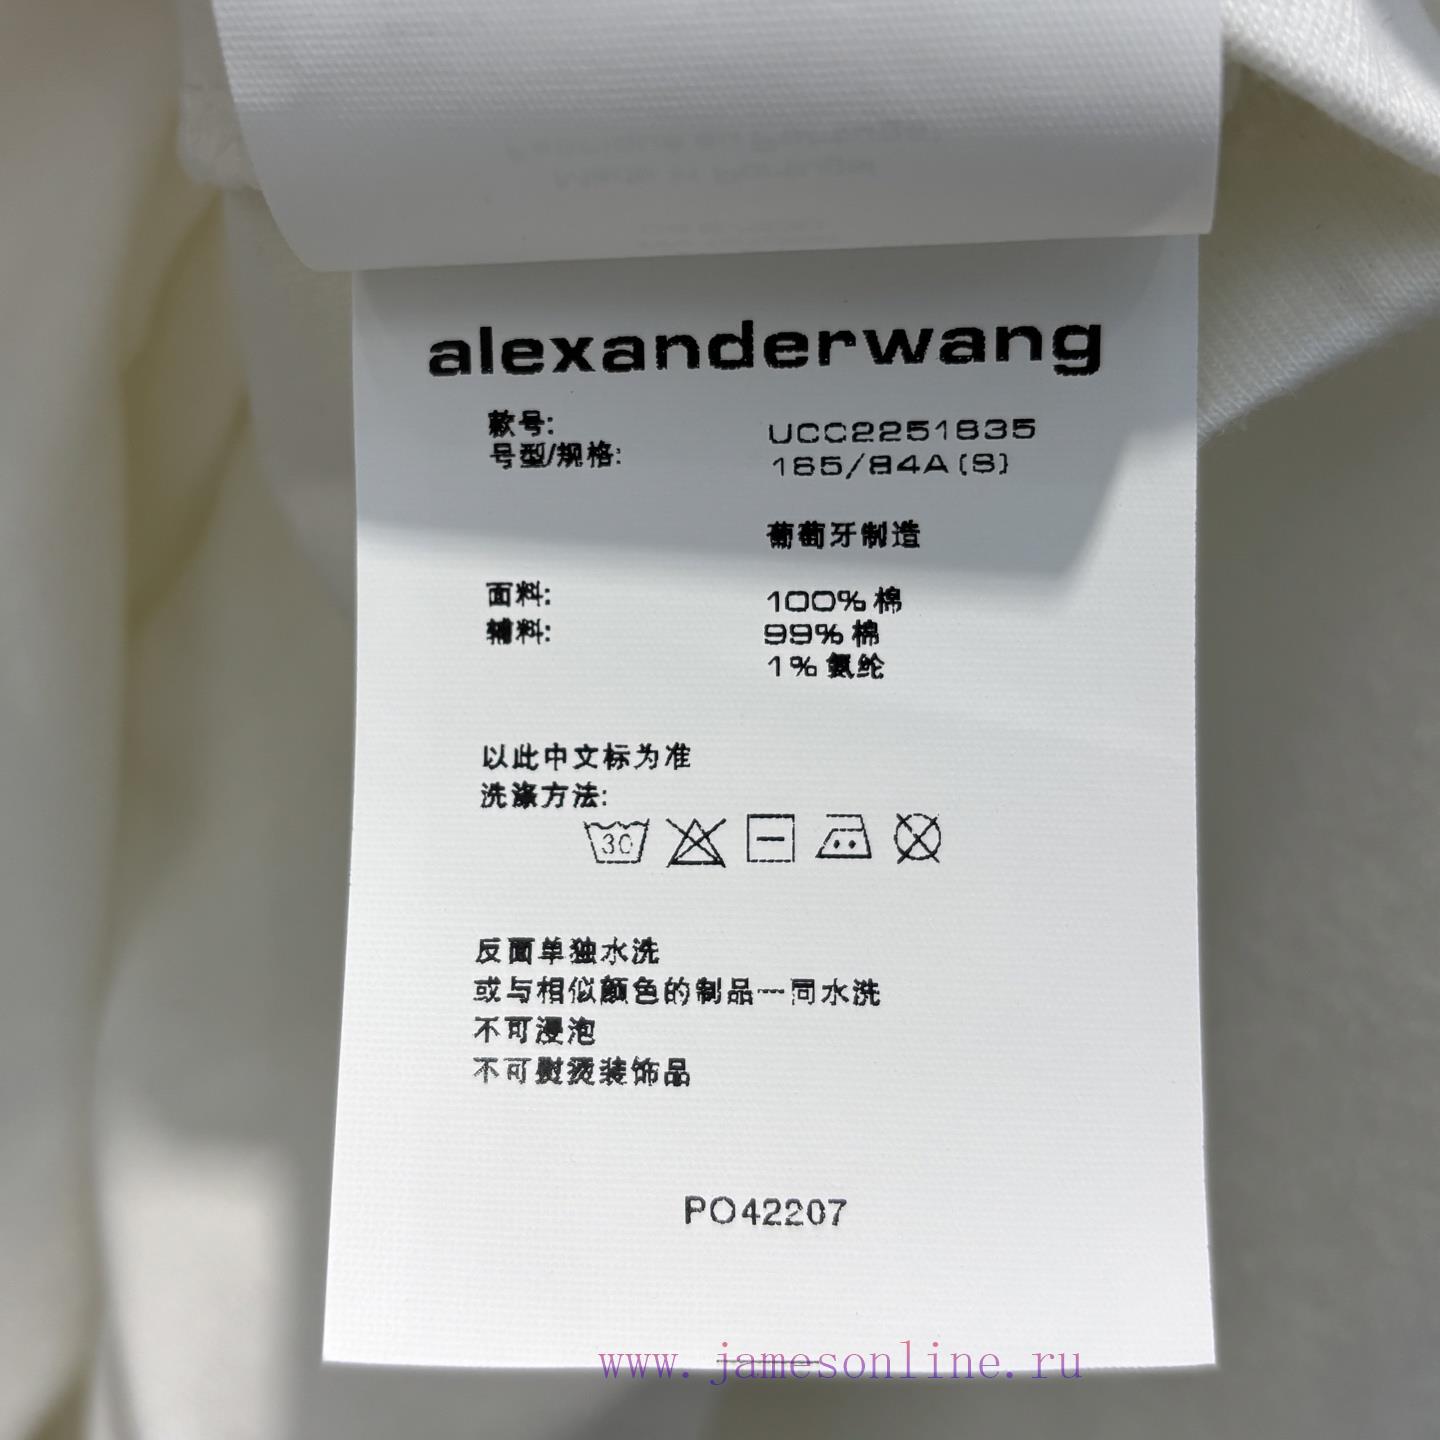 alexanderwang
款号: UCC2251835
号型/规格: 165/84A(S)
葡萄牙制造
面料: 100% 棉
辅料: 99% 棉
1% 氨纶
以此中文标为准
洗涤方法:
30
反面单独水洗
或与相似颜色的制品一同水洗
不可浸泡
不可熨烫装饰品
PO42207
www.jamesonline.ru